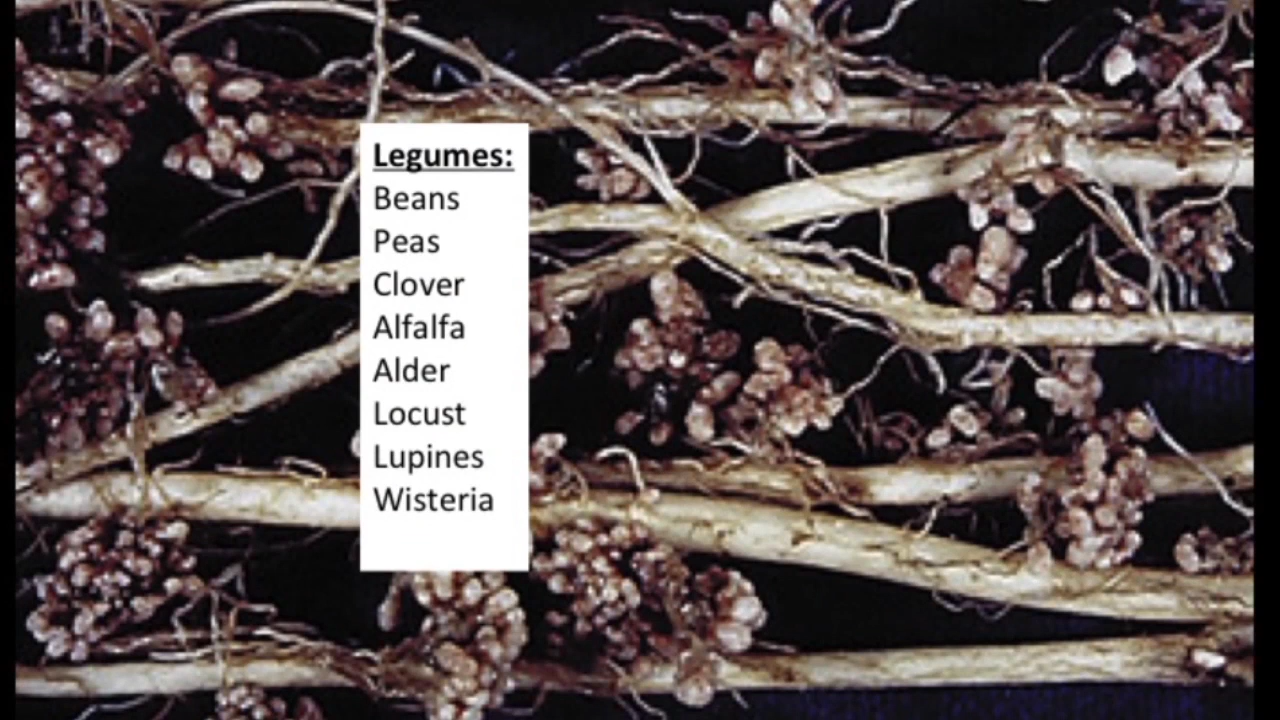 Legumes:
Beans
Peas
Clover
Alfalfa
Alder
Locust
Lupines
Wisteria